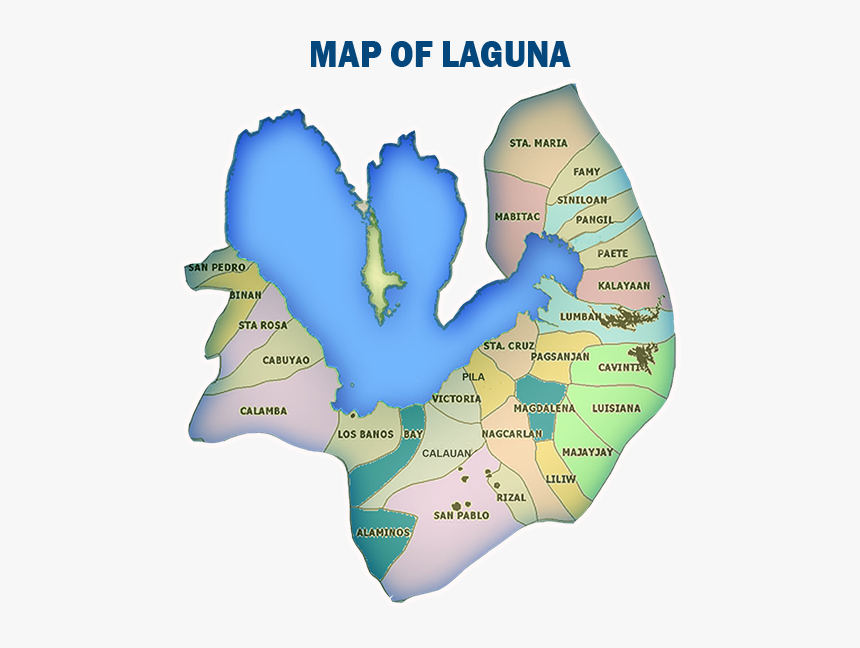 MAP OF LAGUNA
STA. MARIA
FAMY
SINILOAN
MABITAC
PANGIL
PAETE
SAN PEDRO
KALAYAAN
BINAN
LUMBAN
STA ROSA
STA. CRUZ
PAGSANJAN
CABUYAO
CAVINTI
PILA
VICTORIA
CALAMBA
MAGDALENA
LUISIANA
LOS BANOS
BAY
NAGCARLAN
CALAUAN
MAJAYJAY
LILIW
RIZAL
SAN PABLO
ALAMINOS